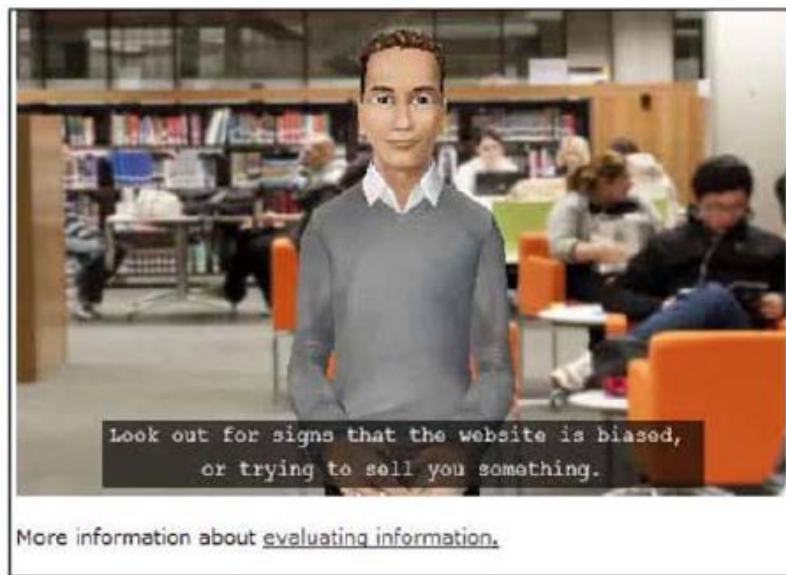 Look out for signs that the website is biased,
or trying to sell you something.
More information about evaluating information.